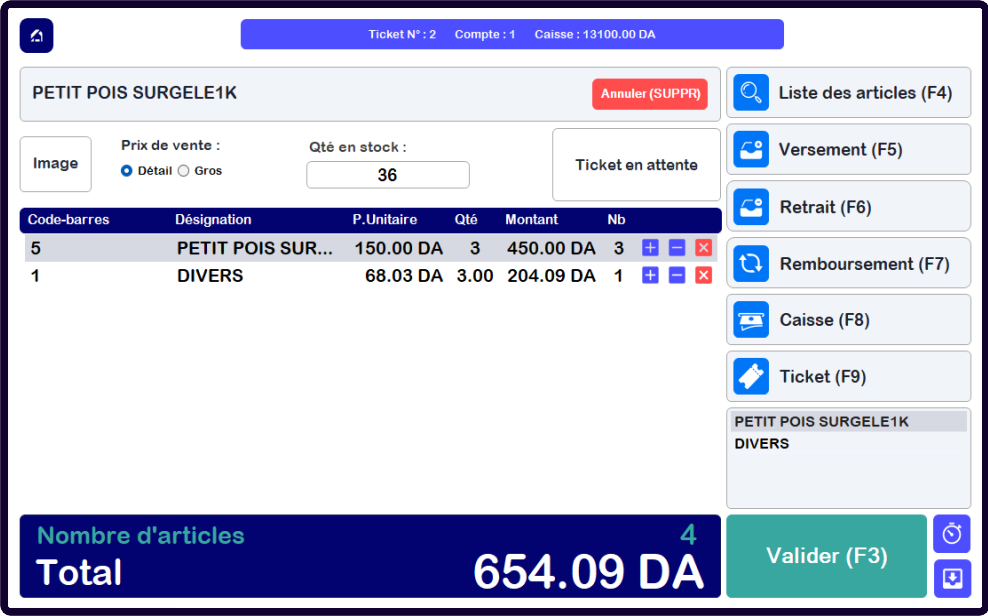 Ticket N° : 2 Compte : 1 Caisse : 13100.00 DA
PETIT POIS SURGELE1K
Annuler (SUPPR)
Image
Prix de vente :
Détail Gros
Qté en stock :
36
Ticket en attente
Code-barres Désignation P.Unitaire Qté Montant Nb
5 PETIT POIS SUR... 150.00 DA 3 450.00 DA 3
1 DIVERS 68.03 DA 3.00 204.09 DA 1
Liste des articles (F4)
Versement (F5)
Retrait (F6)
Remboursement (F7)
Caisse (F8)
Ticket (F9)
PETIT POIS SURGELE1K
DIVERS
Nombre d'articles 4
Total 654.09 DA
Valider (F3)